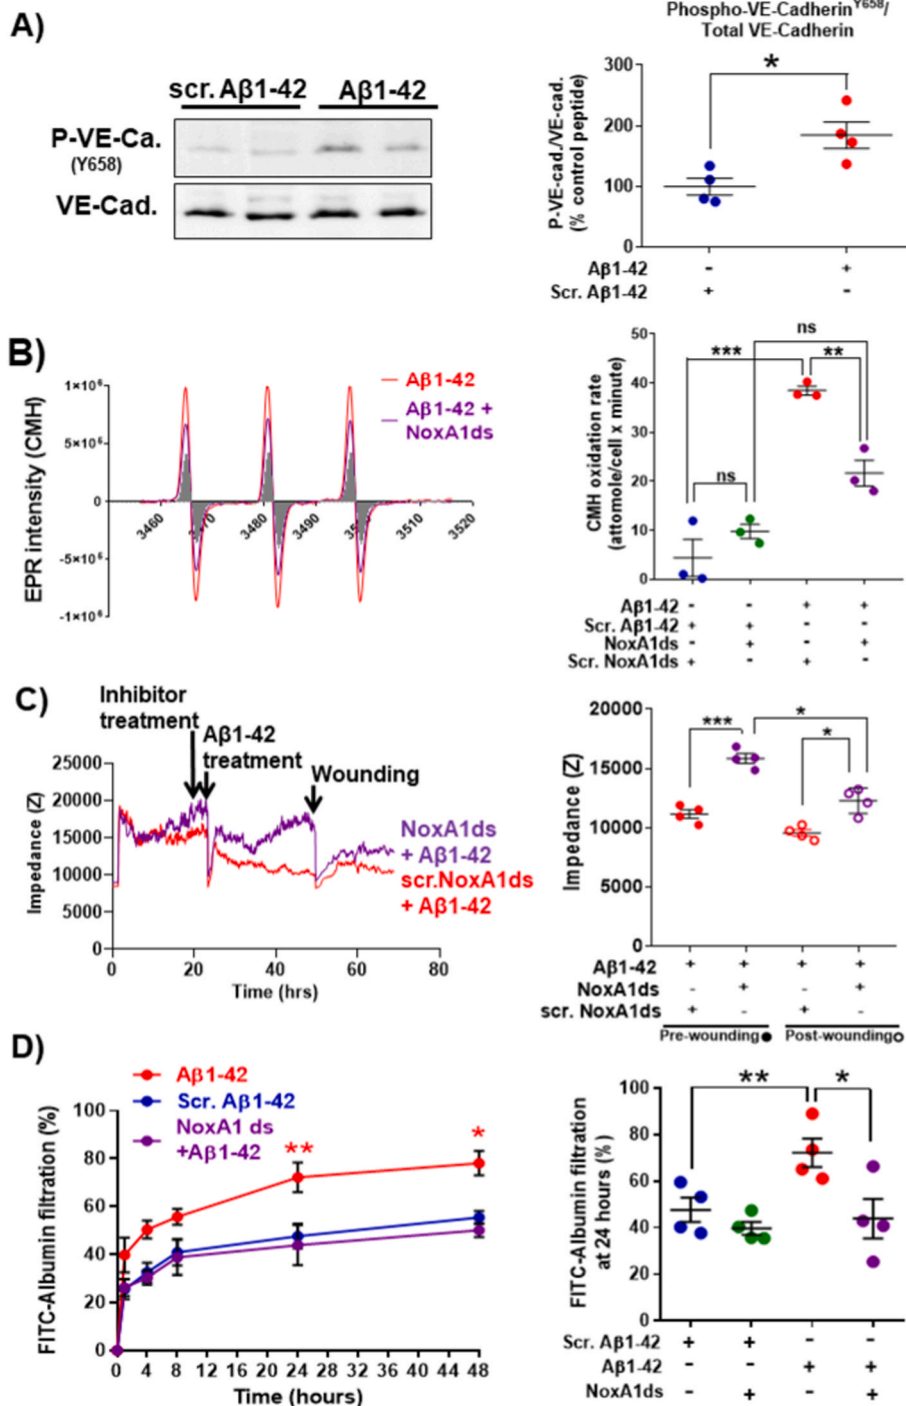 A)
scr. Aβ1-42 Aβ1-42
P-VE-Ca.
(Y658)
VE-Cad.
Phospho-VE-Cadherin^Y658/
Total VE-Cadherin
P-VE-cad./VE-cad.
(% control peptide)
300
200
100
0
*
Aβ1-42 - +
Scr. Aβ1-42 + -
B)
EPR intensity (CMH)
1×10⁶
5×10⁵
0
-5×10⁵
-1×10⁶
3460 3470 3480 3490 3510 3520
Aβ1-42
Aβ1-42 +
NoxA1ds
CMH oxidation rate
(attomole/cell x minute)
50
40
30
20
10
0
ns
*** **
ns
Aβ1-42 - - + +
Scr. Aβ1-42 + + - -
NoxA1ds - + - +
Scr. NoxA1ds + - + -
C)
Inhibitor
treatment
Aβ1-42
treatment
Wounding
Impedance (Z)
25000
20000
15000
10000
5000
0
0 20 40 60 80
Time (hrs)
NoxA1ds
+ Aβ1-42
scr.NoxA1ds
+ Aβ1-42
Impedance (Z)
20000
15000
10000
5000
0
*** * *
Aβ1-42 + + + +
NoxA1ds - + - +
scr. NoxA1ds + - + -
Pre-wounding Post-wounding
D)
Aβ1-42
Scr. Aβ1-42
NoxA1 ds
+Aβ1-42
FITC-Albumin filtration (%)
100
80
60
40
20
0
** *
0 4 8 12 16 20 24 28 32 36 40 44 48
Time (hours)
FITC-Albumin filtration
at 24 hours (%)
100
80
60
40
20
0
** *
Scr. Aβ1-42 + + - -
Aβ1-42 - - + +
NoxA1ds - + - +